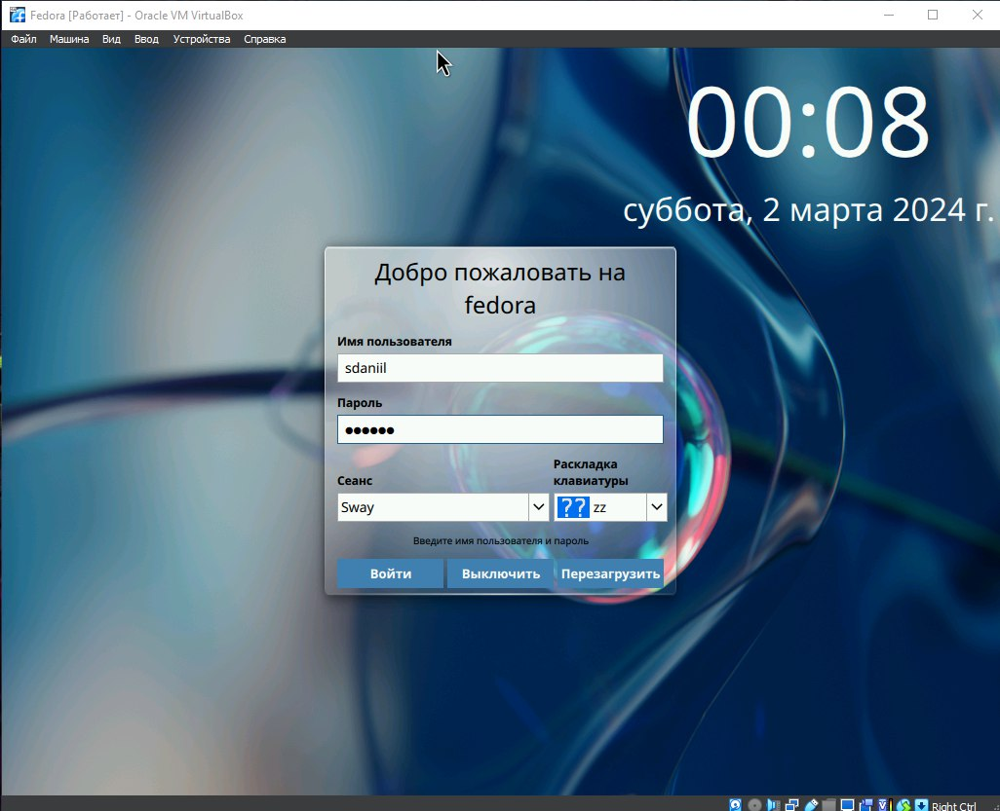 Fedora [Работает] - Oracle VM VirtualBox
Файл Машина Вид Ввод Устройства Справка
00:08
суббота, 2 марта 2024 г.
Добро пожаловать на
fedora
Имя пользователя
sdaniil
Пароль
●●●●●●
Сеанс
Раскладка
клавиатуры
Sway
?? zz
Введите имя пользователя и пароль
Войти Выключить Перезагрузить
Right Ctrl